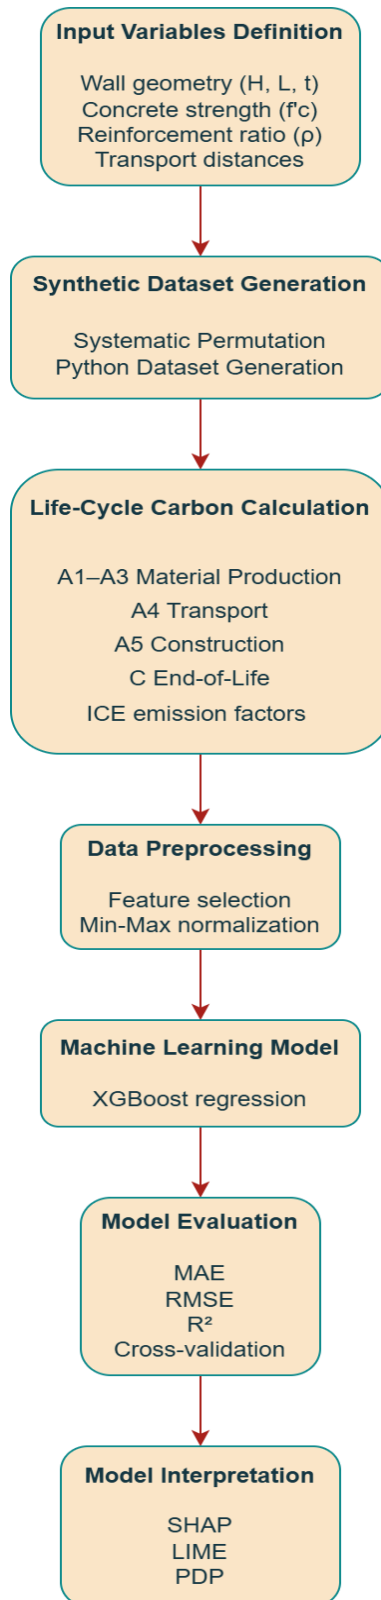 Input Variables Definition
Wall geometry (H, L, t)
Concrete strength (f'c)
Reinforcement ratio (ρ)
Transport distances
Synthetic Dataset Generation
Systematic Permutation
Python Dataset Generation
Life-Cycle Carbon Calculation
A1–A3 Material Production
A4 Transport
A5 Construction
C End-of-Life
ICE emission factors
Data Preprocessing
Feature selection
Min-Max normalization
Machine Learning Model
XGBoost regression
Model Evaluation
MAE
RMSE
R²
Cross-validation
Model Interpretation
SHAP
LIME
PDP